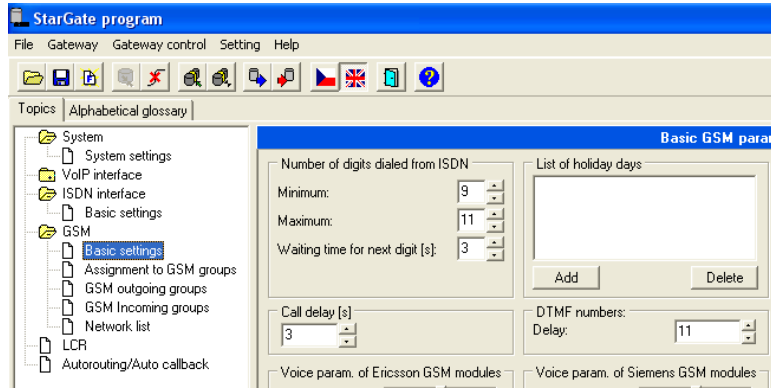 StarGate program
File Gateway Gateway control Setting Help
Topics Alphabetical glossary
System
System settings
VoIP interface
ISDN interface
Basic settings
GSM
Basic settings
Assignment to GSM groups
GSM outgoing groups
GSM Incoming groups
Network list
LCR
Autorouting/Auto callback
Basic GSM para
Number of digits dialed from ISDN
Minimum: 9
Maximum: 11
Waiting time for next digit [s]: 3
List of holiday days
Add Delete
Call delay [s]
3
DTMF numbers:
Delay: 11
Voice param. of Ericsson GSM modules
Voice param. of Siemens GSM modules